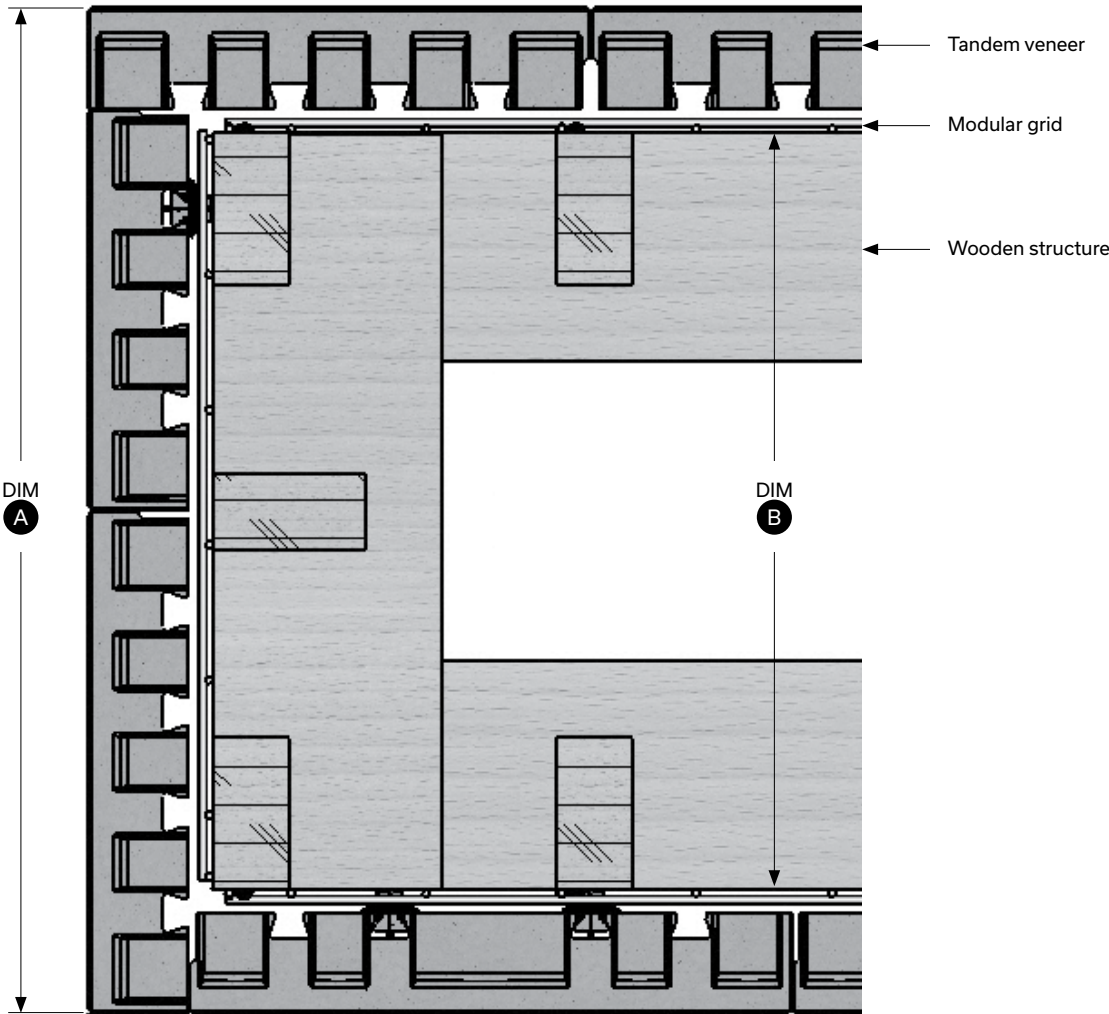 Tandem veneer
Modular grid
Wooden structure
DIM
A
DIM
B